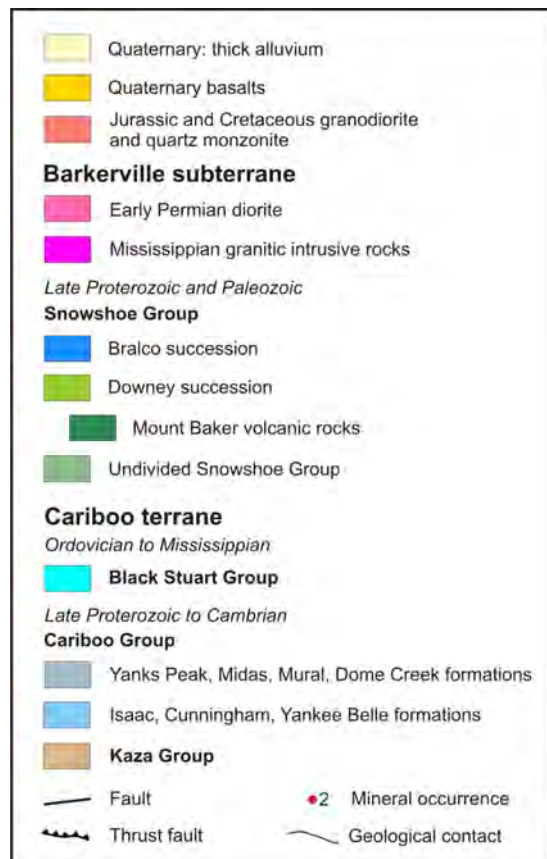 Quaternary: thick alluvium
Quaternary basalts
Jurassic and Cretaceous granodiorite
and quartz monzonite
Barkerville subterrane
Early Permian diorite
Mississippian granitic intrusive rocks
Late Proterozoic and Paleozoic
Snowshoe Group
Bralco succession
Downey succession
Mount Baker volcanic rocks
Undivided Snowshoe Group
Cariboo terrane
Ordovician to Mississippian
Black Stuart Group
Late Proterozoic to Cambrian
Cariboo Group
Yanks Peak, Midas, Mural, Dome Creek formations
Isaac, Cunningham, Yankee Belle formations
Kaza Group
Fault
2 Mineral occurrence
Thrust fault
Geological contact